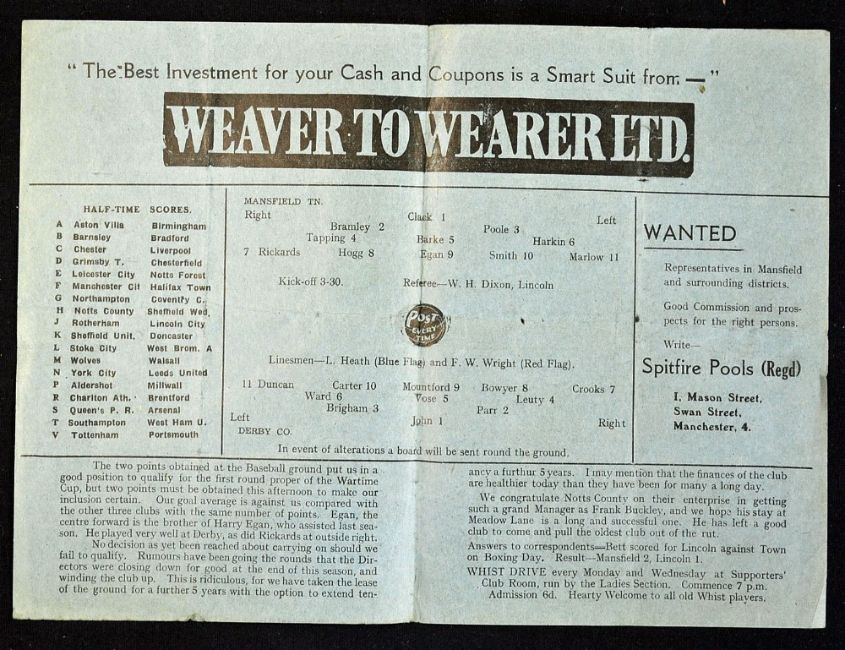 “ The Best Investment for your Cash and Coupons is a Smart Suit from — ”
WEAVER TO WEARER LTD.
HALF-TIME SCORES.
A Aston Villa Birmingham
B Barnsley Bradford
C Chester Liverpool
D Grimsby T. Chesterfield
E Leicester City Notts Forest
F Manchester Cit Halifax Town
G Northampton Coventry C.
H Notts County Sheffield Wed.
J Rotherham Lincoln City
K Sheffield Unit. Doncaster
L Stoke City West Brom. A
M Wolves Walsall
N York City Leeds United
P Aldershot Millwall
R Charlton Ath. Brentford
S Queen's P. R. Arsenal
T Southampton West Ham U.
V Tottenham Portsmouth
MANSFIELD TN.
Right Clack 1 Left
Bramley 2 Poole 3
Tapping 4 Barke 5 Harkin 6
7 Rickards Hogg 8 Egan 9 Smith 10 Marlow 11
Kick-off 3-30. Referee—W. H. Dixon, Lincoln
POST
EVERY
TIME
Linesmen—L. Heath (Blue Flag) and F. W. Wright (Red Flag).
11 Duncan Carter 10 Mountford 9 Bowyer 8 Crooks 7
Ward 6 Vose 5 Leuty 4
Brigham 3 Parr 2
Left John 1 Right
DERBY CO.
In event of alterations a board will be sent round the ground.
WANTED
Representatives in Mansfield
and surrounding districts.
Good Commission and pros-
pects for the right persons.
Write—
Spitfire Pools (Regd)
1, Mason Street,
Swan Street,
Manchester, 4.
The two points obtained at the Baseball ground put us in a
good position to qualify for the first round proper of the Wartime
Cup, but two points must be obtained this afternoon to make our
inclusion certain. Our goal average is against us compared with
the other three clubs with the same number of points. Egan, the
centre forward is the brother of Harry Egan, who assisted last sea-
son. He played very well at Derby, as did Rickards at outside right.
No decision as yet been reached about carrying on should we
fail to qualify. Rumours have been going the rounds that the Dir-
ectors were closing down for good at the end of this season, and
winding the club up. This is ridiculous, for we have taken the lease
of the ground for a further 5 years with the option to extend ten-
ancy a furthur 5 years. I may mention that the finances of the club
are healthier today than they have been for many a long day.
We congratulate Notts County on their enterprise in getting
such a grand Manager as Frank Buckley, and we hope his stay at
Meadow Lane is a long and successful one. He has left a good
club to come and pull the oldest club out of the rut.
Answers to correspondents—Bett scored for Lincoln against Town
on Boxing Day. Result—Mansfield 2, Lincoln 1.
WHIST DRIVE every Monday and Wednesday at Supporters'
Club Room, run by the Ladies Section. Commence 7 p.m.
Admission 6d. Hearty Welcome to all old Whist players.